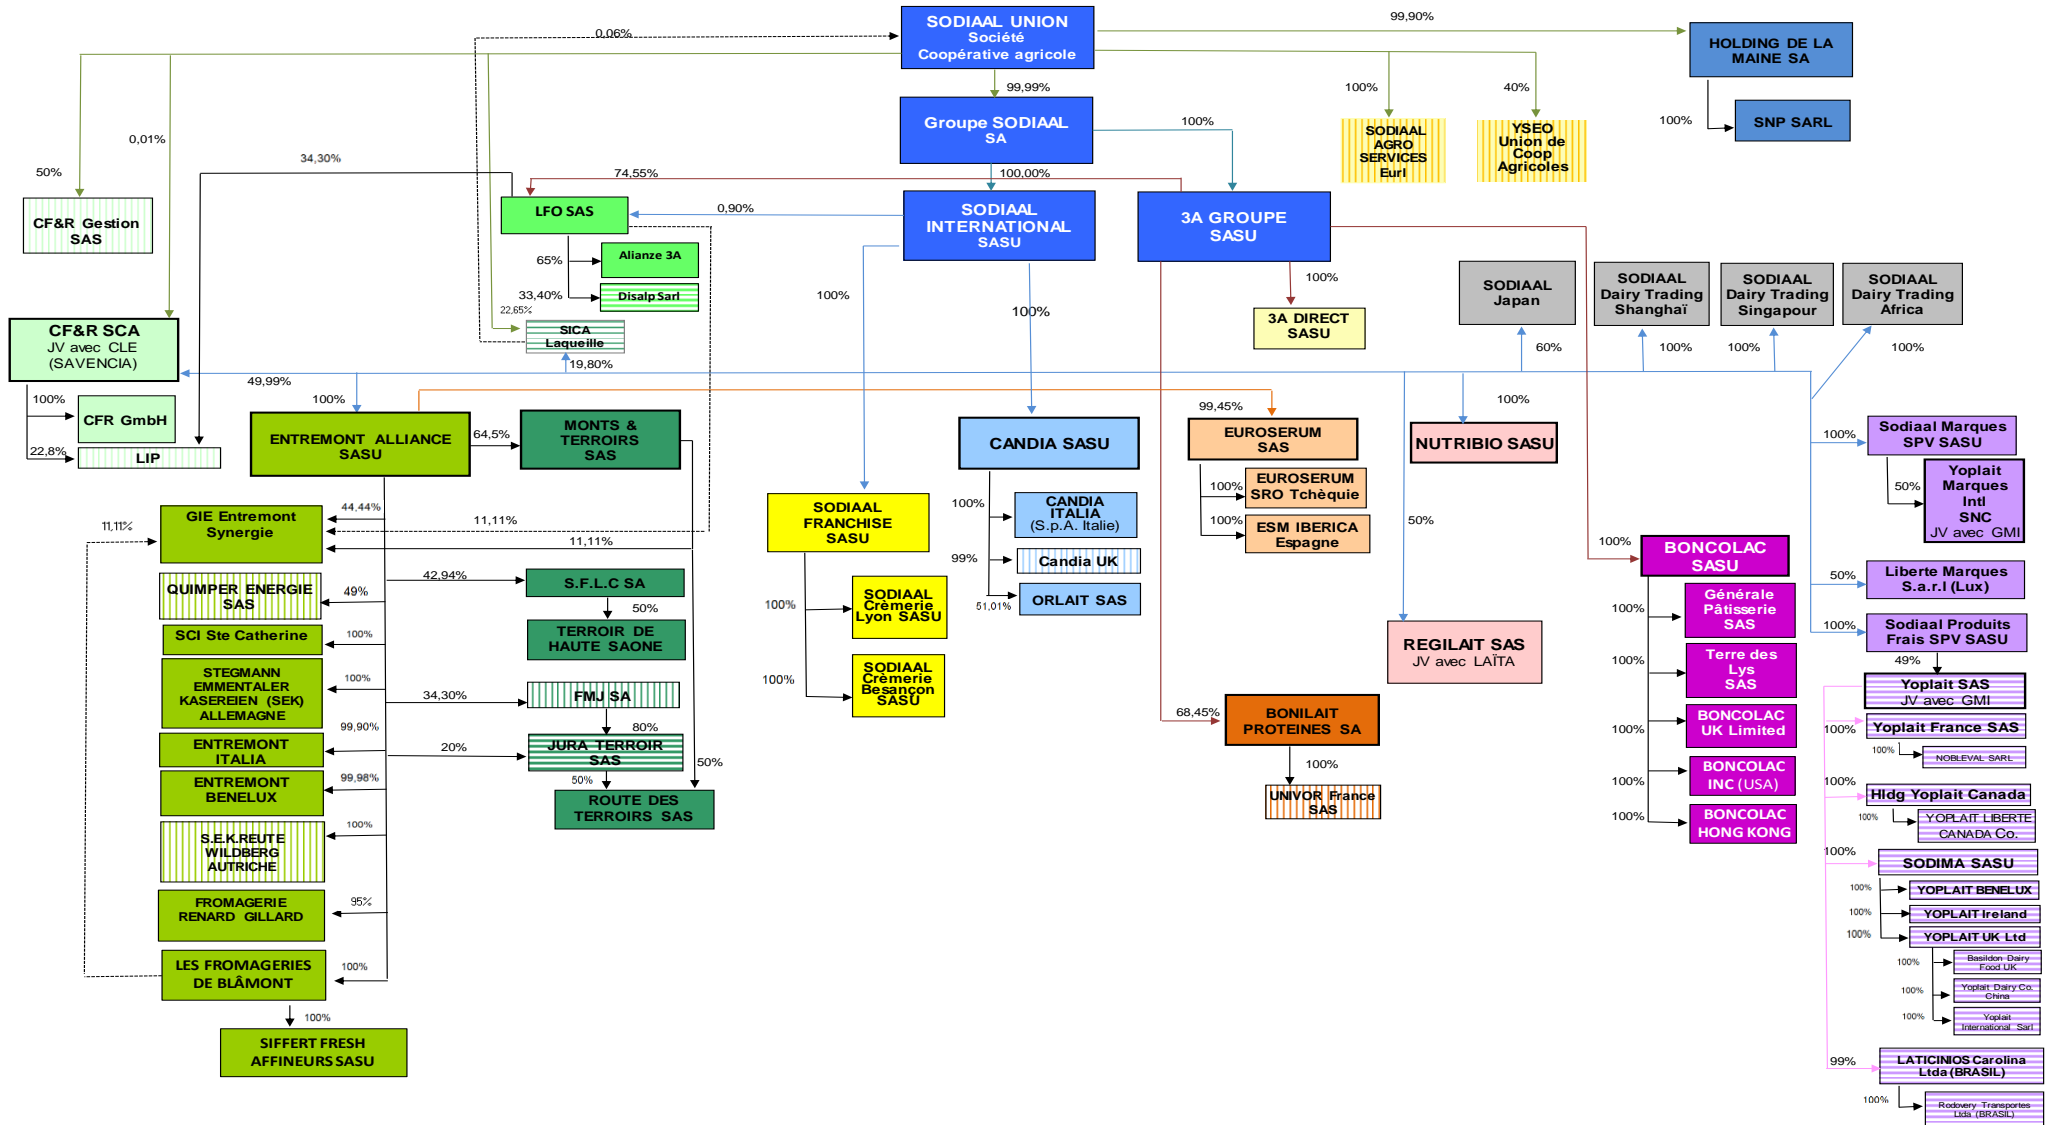 SODIAAL UNION
Société
Coopérative agricole
0,06%
99,90%
HOLDING DE LA
MAINE SA
100%
SNP SARL
99,99%
Groupe SODIAAL
SA
100%
100%
SODIAAL
AGRO
SERVICES
Eurl
40%
YSEO
Union de
Coop
Agricoles
50%
0,01%
34,30%
74,55%
100,00%
CF&R Gestion
SAS
LFO SAS
0,90%
SODIAAL
INTERNATIONAL
SASU
3A GROUPE
SASU
65%
Alianze 3A
33,40%
Disalp Sarl
22,65%
SICA
Laqueille
19,80%
100%
100%
100%
3A DIRECT
SASU
SODIAAL
Japan
SODIAAL
Dairy Trading
Shanghaï
SODIAAL
Dairy Trading
Singapour
SODIAAL
Dairy Trading
Africa
60%
100%
100%
100%
CF&R SCA
JV avec CLE
(SAVENCIA)
49,99%
100%
CFR GmbH
22,8%
LIP
100%
ENTREMONT ALLIANCE
SASU
64,5%
MONTS &
TERROIRS
SAS
CANDIA SASU
99,45%
EUROSERUM
SAS
100%
EUROSERUM
SRO Tchèquie
100%
ESM IBERICA
Espagne
100%
NUTRIBIO SASU
100%
Sodiaal Marques
SPV SASU
50%
Yoplait
Marques
Intl
SNC
JV avec GMI
44,44%
GIE Entremont
Synergie
11,11%
11,11%
11,11%
SODIAAL
FRANCHISE
SASU
100%
CANDIA
ITALIA
(S.p.A. Italie)
99%
Candia UK
51,01%
ORLAIT SAS
50%
100%
BONCOLAC
SASU
50%
Liberte Marques
S.a.r.l (Lux)
QUIMPER ENERGIE
SAS
49%
42,94%
S.F.L.C SA
50%
TERROIR DE
HAUTE SAONE
100%
SODIAAL
Crèmerie
Lyon SASU
100%
SODIAAL
Crèmerie
Besançon
SASU
REGILAIT SAS
JV avec LAÏTA
100%
Générale
Pâtisserie
SAS
100%
Terre des
Lys
SAS
100%
BONCOLAC
UK Limited
100%
BONCOLAC
INC (USA)
100%
BONCOLAC
HONG KONG
100%
Sodiaal Produits
Frais SPV SASU
49%
Yoplait SAS
JV avec GMI
SCI Ste Catherine
100%
STEGMANN
EMMENTALER
KASEREIEN (SEK)
ALLEMAGNE
100%
34,30%
FMJ SA
80%
20%
JURA TERROIR
SAS
50%
50%
ROUTE DES
TERROIRS SAS
99,90%
ENTREMONT
ITALIA
99,98%
ENTREMONT
BENELUX
68,45%
BONILAIT
PROTEINES SA
100%
UNIVOR France
SAS
100%
Yoplait France SAS
100%
NOBLEVAL SARL
100%
Hldg Yoplait Canada
100%
YOPLAIT LIBERTE
CANADA Co.
100%
S.E.K.REUTE
WILDBERG
AUTRICHE
100%
SODIMA SASU
100%
YOPLAIT BENELUX
100%
YOPLAIT Ireland
100%
YOPLAIT UK Ltd
100%
Basildon Dairy
Food UK
100%
Yoplait Dairy Co.
China
100%
Yoplait
International Sarl
FROMAGERIE
RENARD GILLARD
95%
LES FROMAGERIES
DE BLÂMONT
100%
100%
SIFFERT FRESH
AFFINEURS SASU
99%
LATICINIOS Carolina
Ltda (BRASIL)
100%
Rodovery Transportes
Ltda (BRASIL)